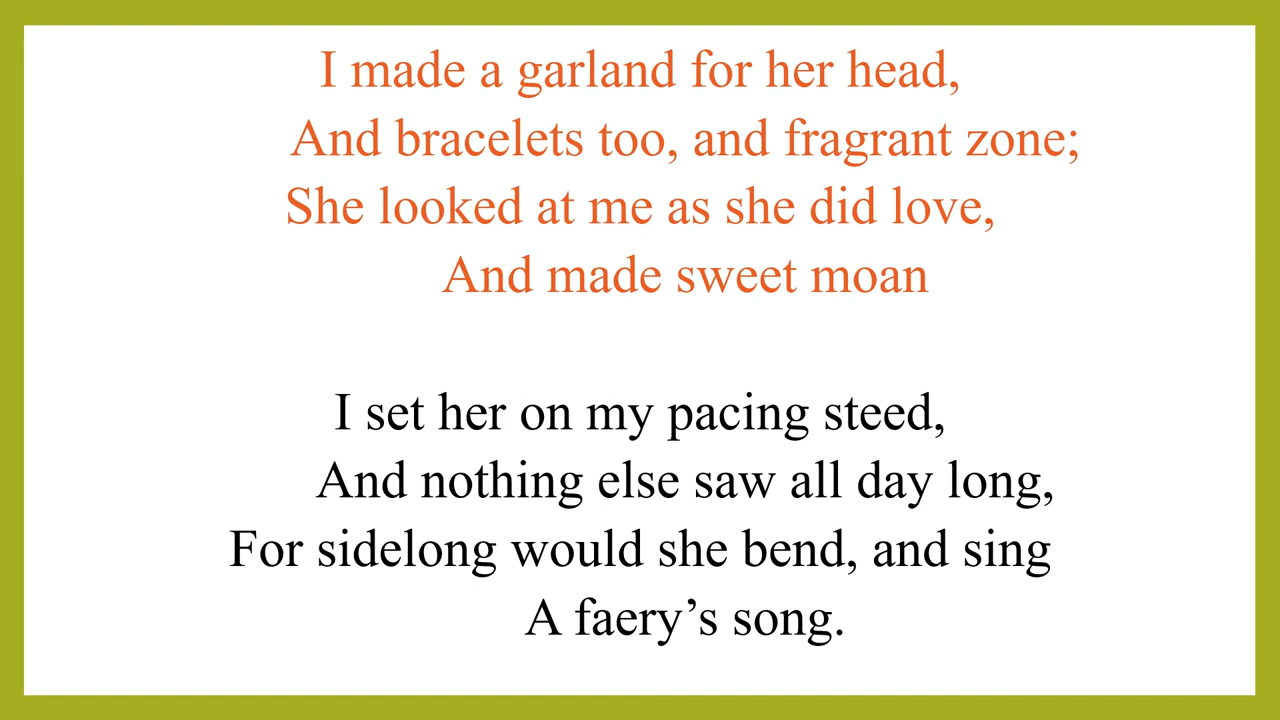 I made a garland for her head,
And bracelets too, and fragrant zone;
She looked at me as she did love,
And made sweet moan
I set her on my pacing steed,
And nothing else saw all day long,
For sidelong would she bend, and sing
A faery’s song.